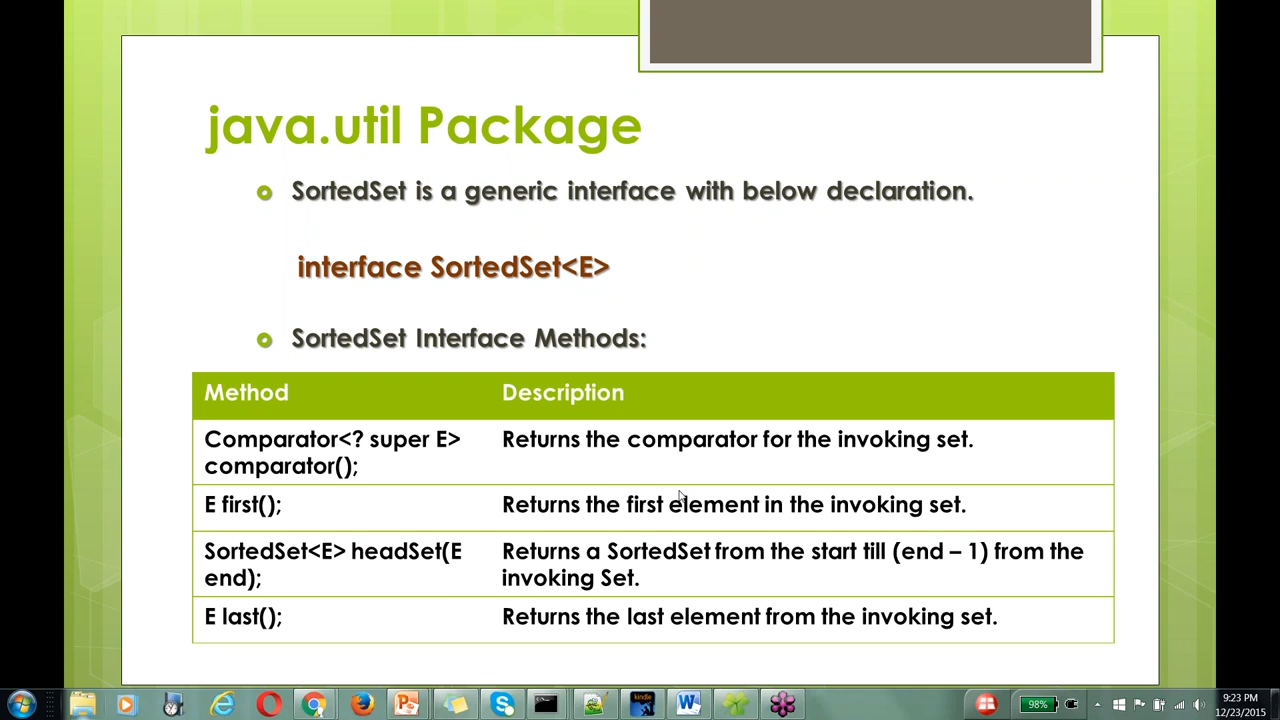 java.util Package
SortedSet is a generic interface with below declaration.
interface SortedSet<E>
SortedSet Interface Methods:
Method Description
Comparator<? super E> Returns the comparator for the invoking set.
comparator();
E first(); Returns the first element in the invoking set.
SortedSet<E> headSet(E Returns a SortedSet from the start till (end – 1) from the
end); invoking Set.
E last(); Returns the last element from the invoking set.
kindle
98%
9:23 PM
12/23/2015